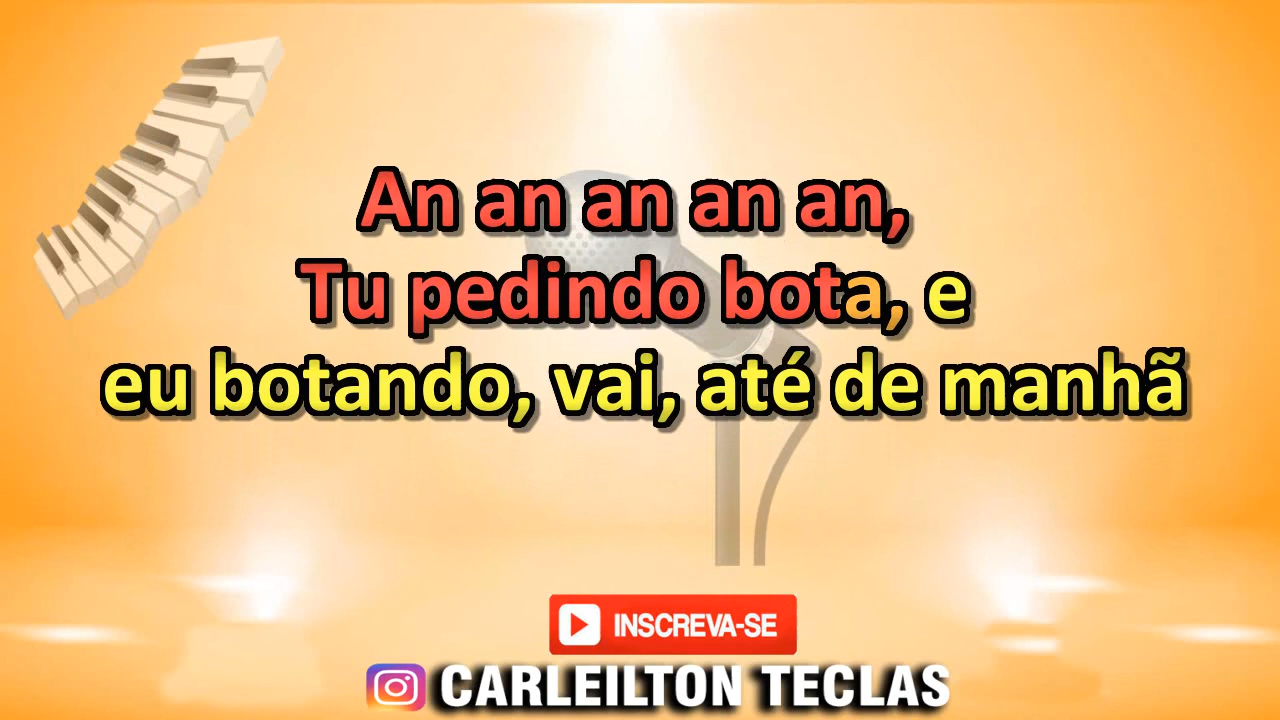 An an an an an,
Tu pedindo bota, e
eu botando, vai, até de manhã
INSCREVA-SE
CARLEILTON TECLAS